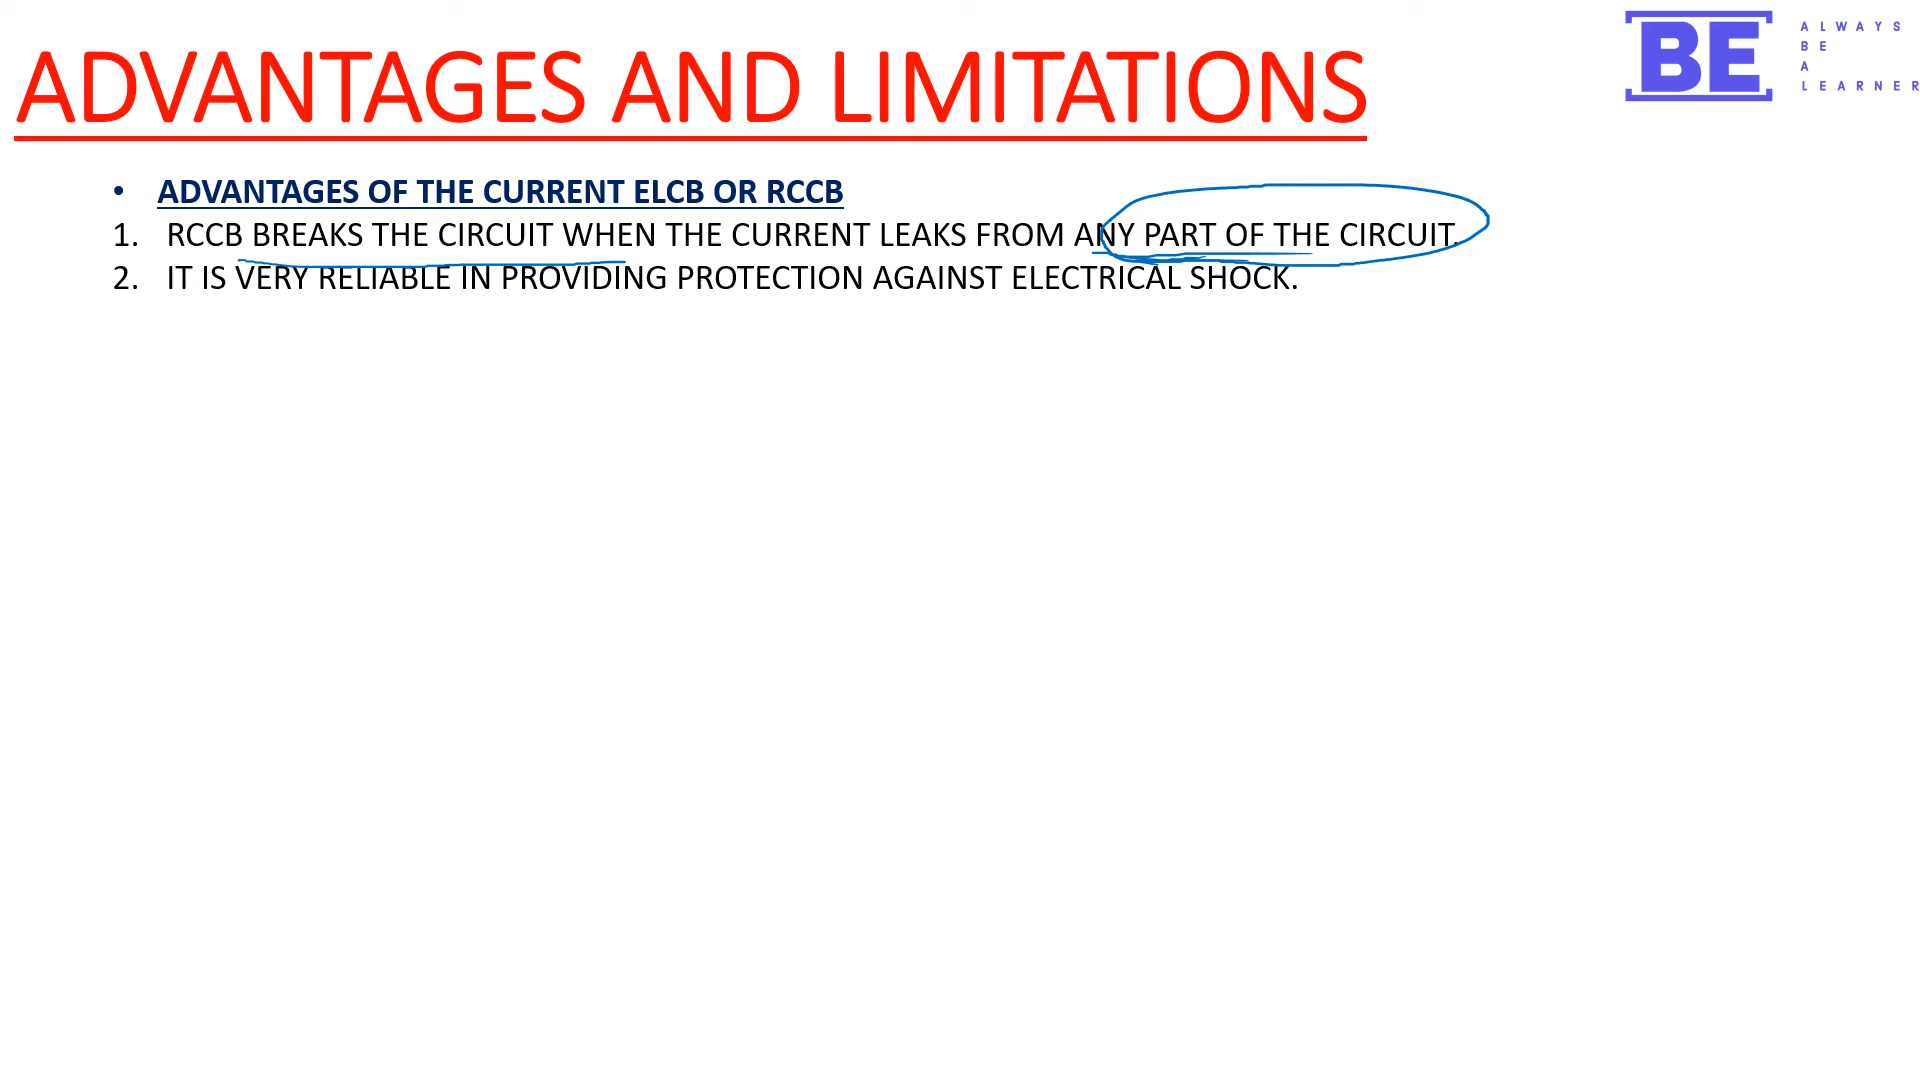 ADVANTAGES AND LIMITATIONS
BE
ALWAYS
BE
A
LEARNER
• ADVANTAGES OF THE CURRENT ELCB OR RCCB
1. RCCB BREAKS THE CIRCUIT WHEN THE CURRENT LEAKS FROM ANY PART OF THE CIRCUIT.
2. IT IS VERY RELIABLE IN PROVIDING PROTECTION AGAINST ELECTRICAL SHOCK.